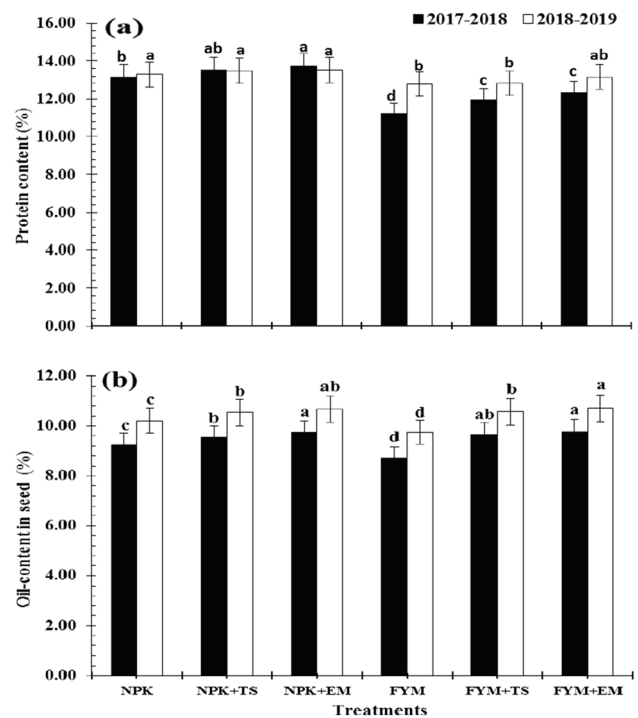 (a)
2017-2018 2018-2019
16.00
14.00
12.00
10.00
8.00
6.00
4.00
2.00
0.00
Protein content (%)
b a ab a a a d b c b c ab
(b)
12.00
10.00
8.00
6.00
4.00
2.00
0.00
Oil-content in seed (%)
c c b b a ab d d ab b a a
NPK NPK+TS NPK+EM FYM FYM+TS FYM+EM
Treatments